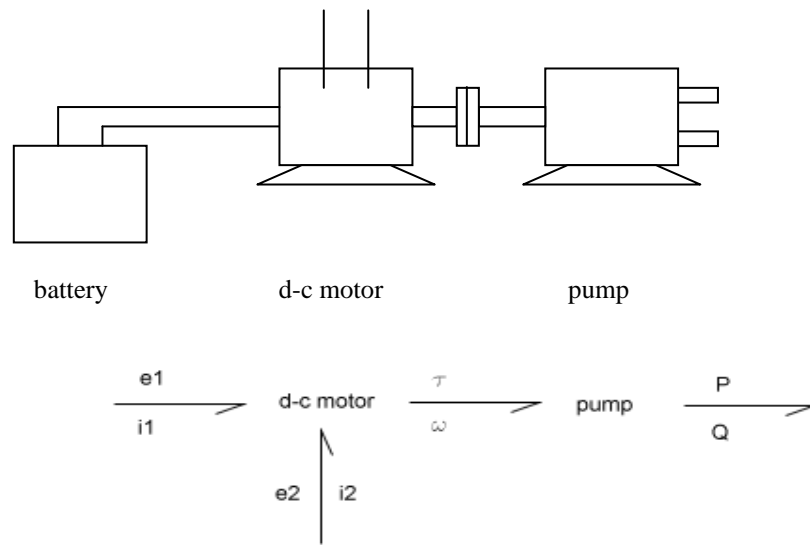 battery d-c motor pump
e1 τ P
i1 d-c motor ω pump Q
e2 i2